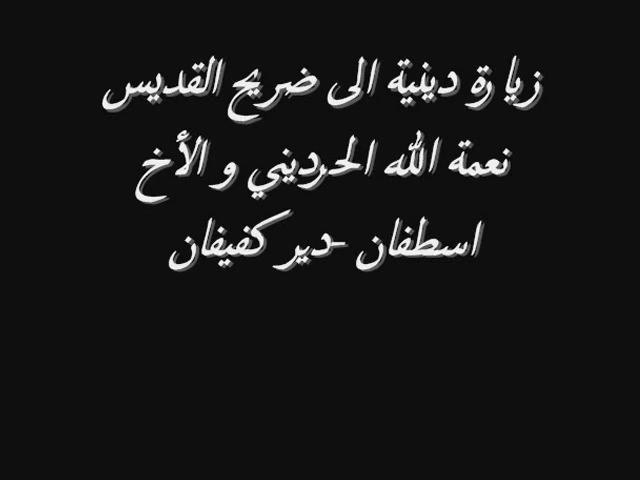 زيارة دينية الى ضريح القديس
نعمة الله الحرديني و الأخ
اسطفان -دير كفيفان